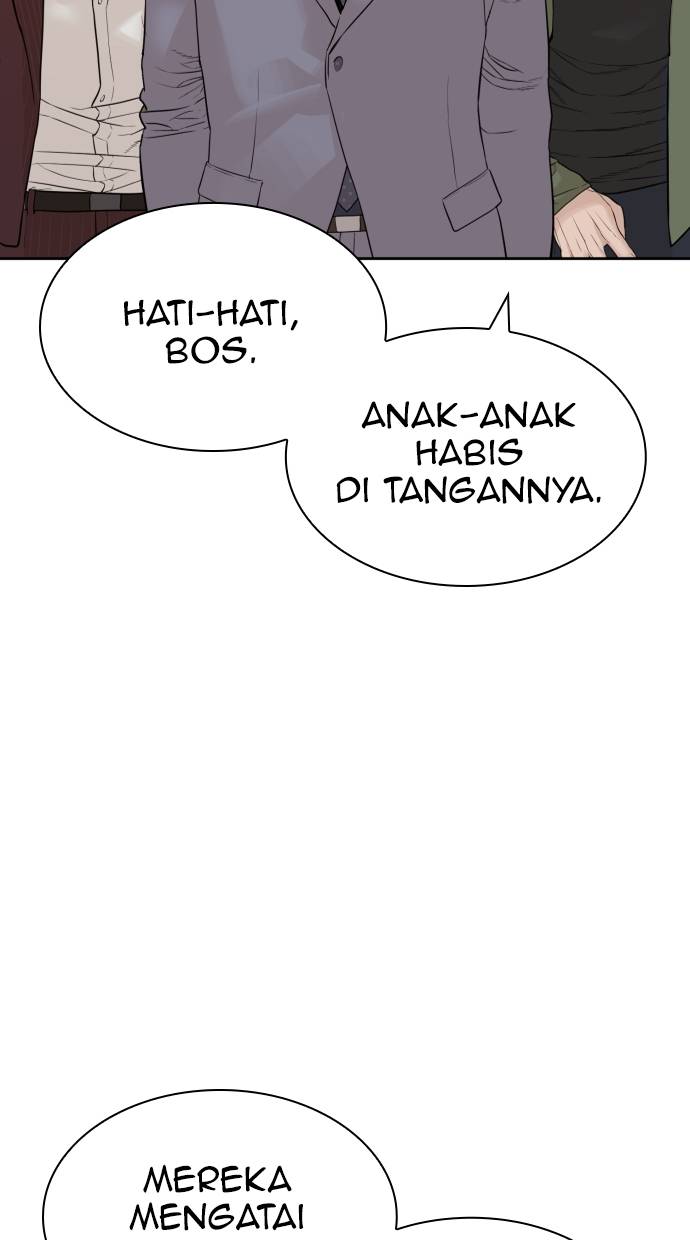 HATI-HATI,
BOS.
ANAK-ANAK
HABIS
DI TANGANNYA.
MEREKA
MENGATAI